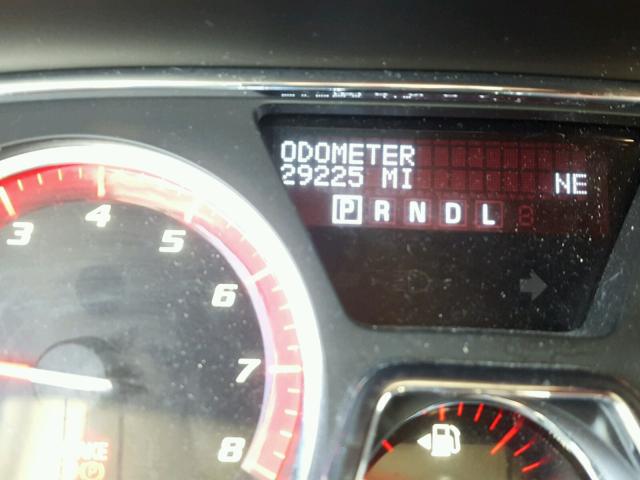 ODOMETER
29225 MI
NE
P R N D L
3 4 5 6 7 8